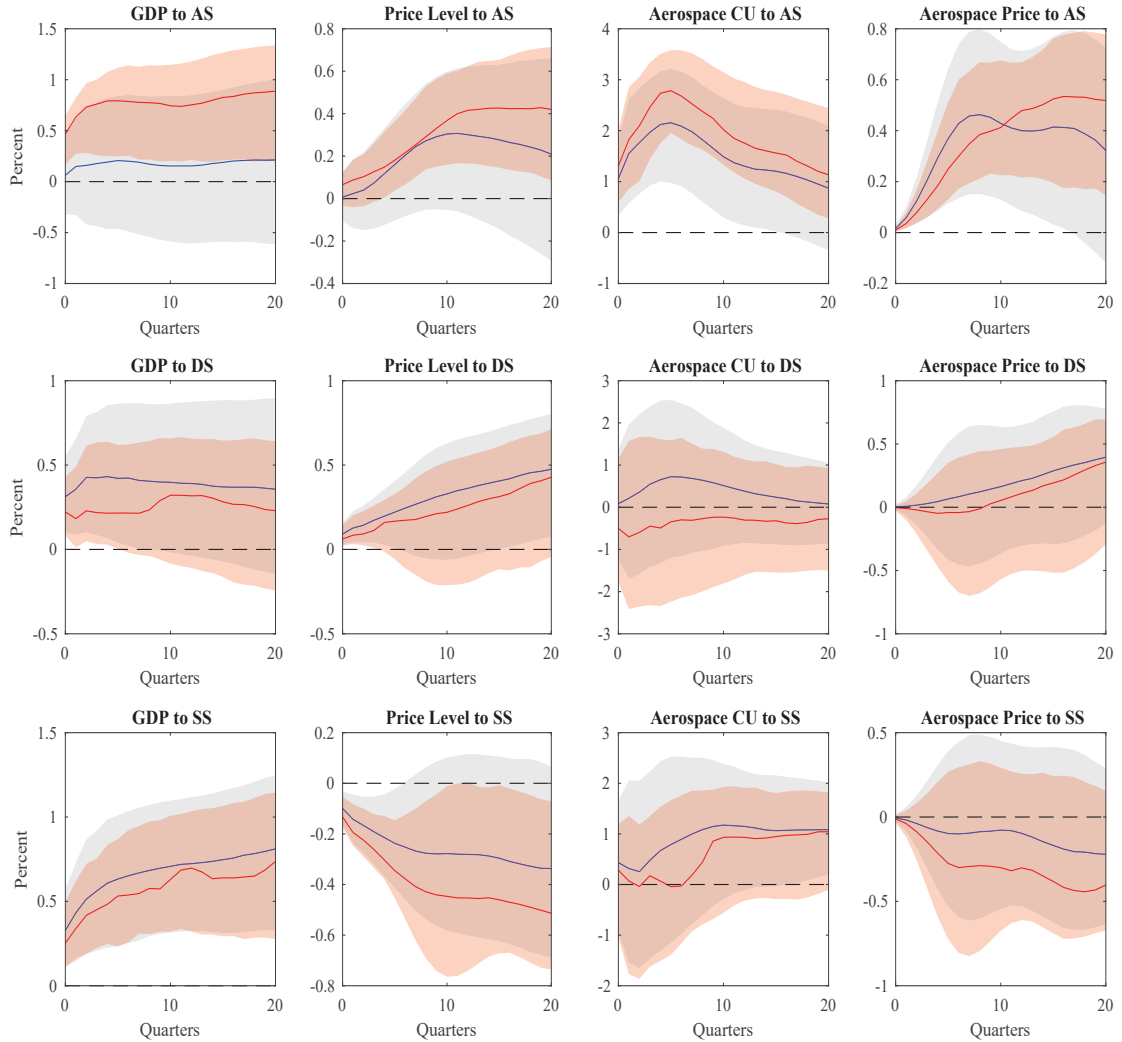 GDP to AS
Price Level to AS
Aerospace CU to AS
Aerospace Price to AS
Percent
1.5
1
0.5
0
-0.5
-1
0 10 20
Quarters
0.8
0.6
0.4
0.2
0
-0.2
-0.4
0 10 20
Quarters
4
3
2
1
0
-1
0 10 20
Quarters
0.8
0.6
0.4
0.2
0
-0.2
0 10 20
Quarters
GDP to DS
Price Level to DS
Aerospace CU to DS
Aerospace Price to DS
Percent
1
0.5
0
-0.5
0 10 20
Quarters
1
0.5
0
-0.5
0 10 20
Quarters
3
2
1
0
-1
-2
-3
0 10 20
Quarters
1
0.5
0
-0.5
-1
0 10 20
Quarters
GDP to SS
Price Level to SS
Aerospace CU to SS
Aerospace Price to SS
Percent
1.5
1
0.5
0
0 10 20
Quarters
0.2
0
-0.2
-0.4
-0.6
-0.8
0 10 20
Quarters
3
2
1
0
-1
-2
0 10 20
Quarters
0.5
0
-0.5
-1
0 10 20
Quarters